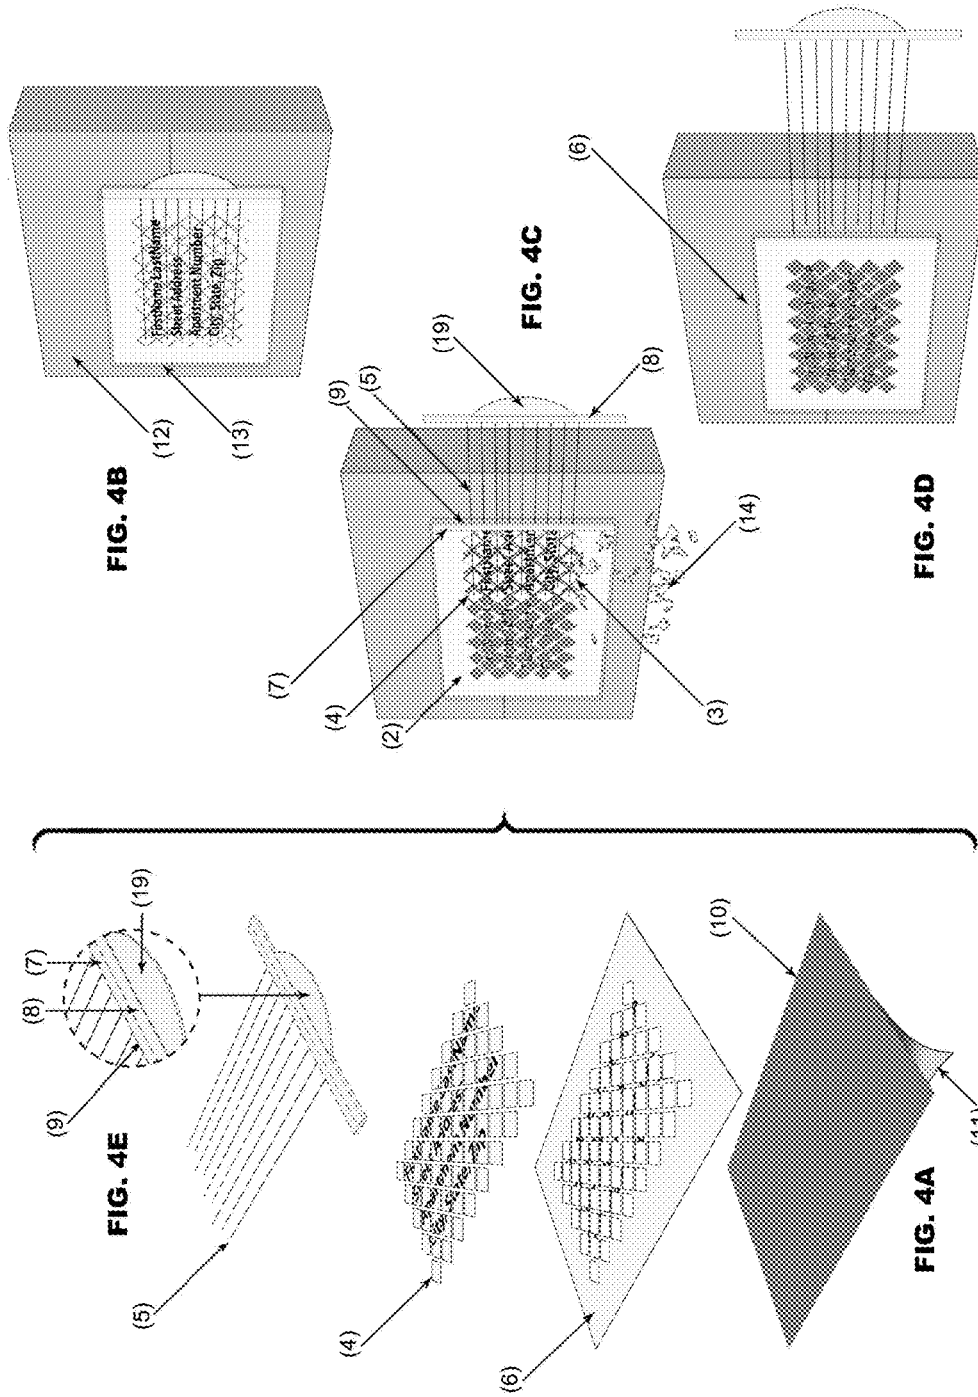 (5)
(9)
(8)
(7)
(19)
FIG. 4E
(4)
(6)
(10)
(11)
FIG. 4A
FIG. 4B
(12)
(13)
FirstName LastName
Street Address
Apartment Number
City, State, Zip
(2)
(4)
(7)
(9)
(5)
(19)
(8)
FirstName
(3)
(14)
FIG. 4C
(6)
FIG. 4D